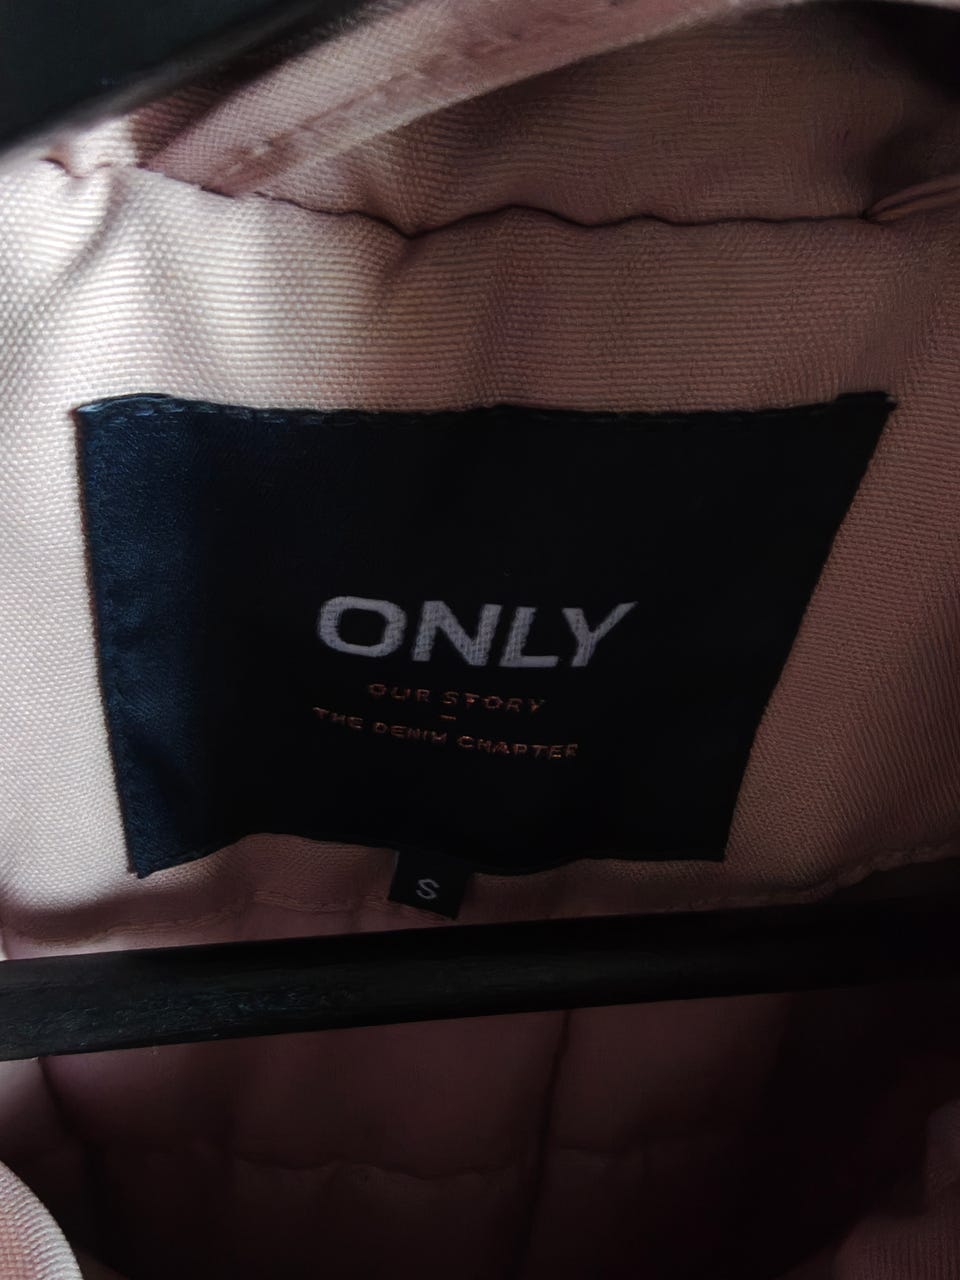 ONLY
OUR STORY
–
THE DENIM CHAPTER
S